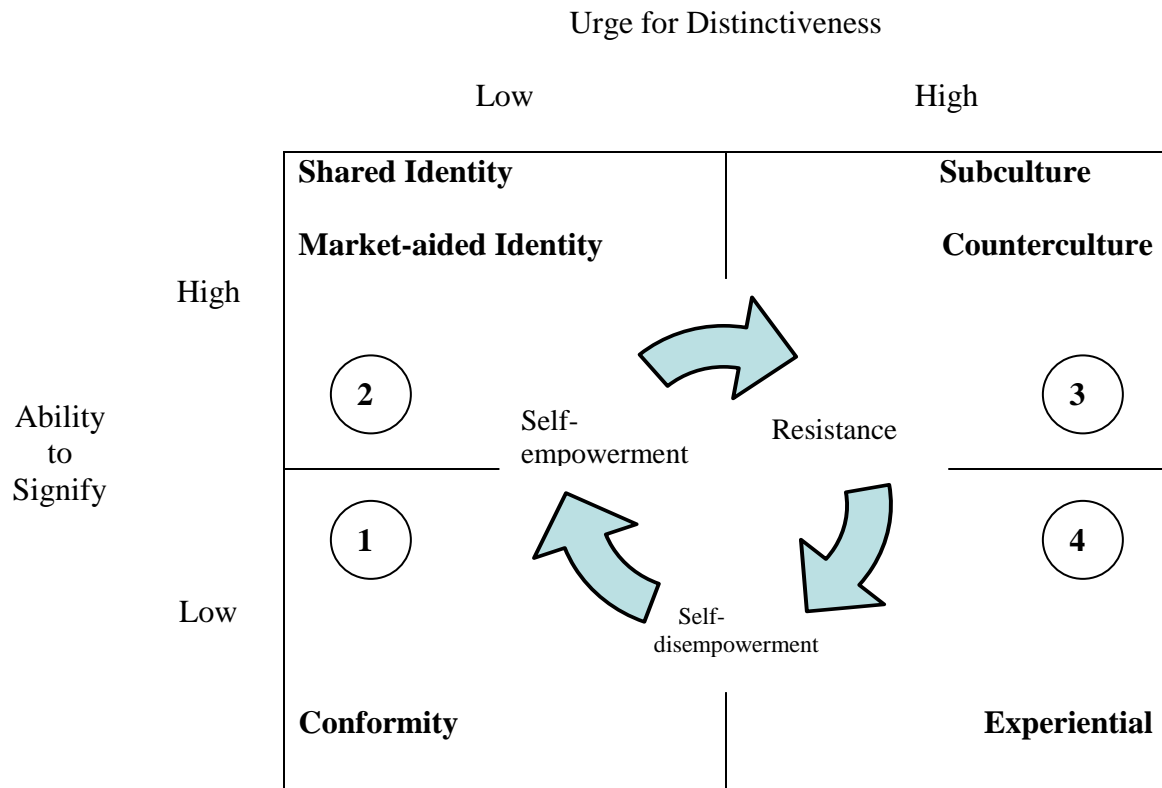 Urge for Distinctiveness
Low High
Shared Identity Subculture
Market-aided Identity Counterculture
High
2 3
Ability
to
Signify
Self-
empowerment
Resistance
1 4
Low
Self-
disempowerment
Conformity Experiential